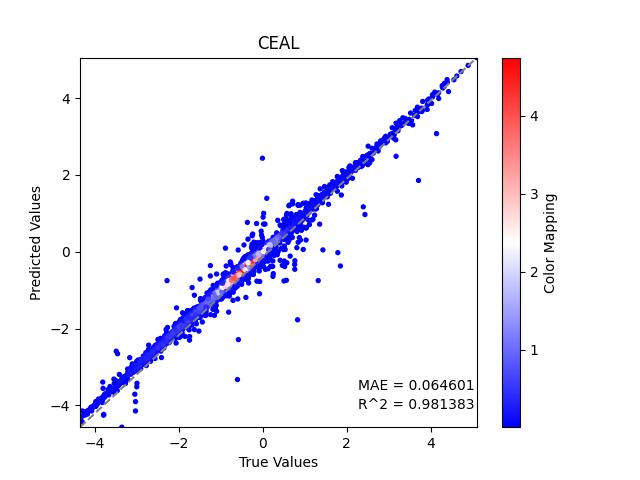 CEAL
4
2
0
−2
−4
Predicted Values
−4
−2
0
2
4
True Values
MAE = 0.064601
R^2 = 0.981383
4
3
2
1
Color Mapping